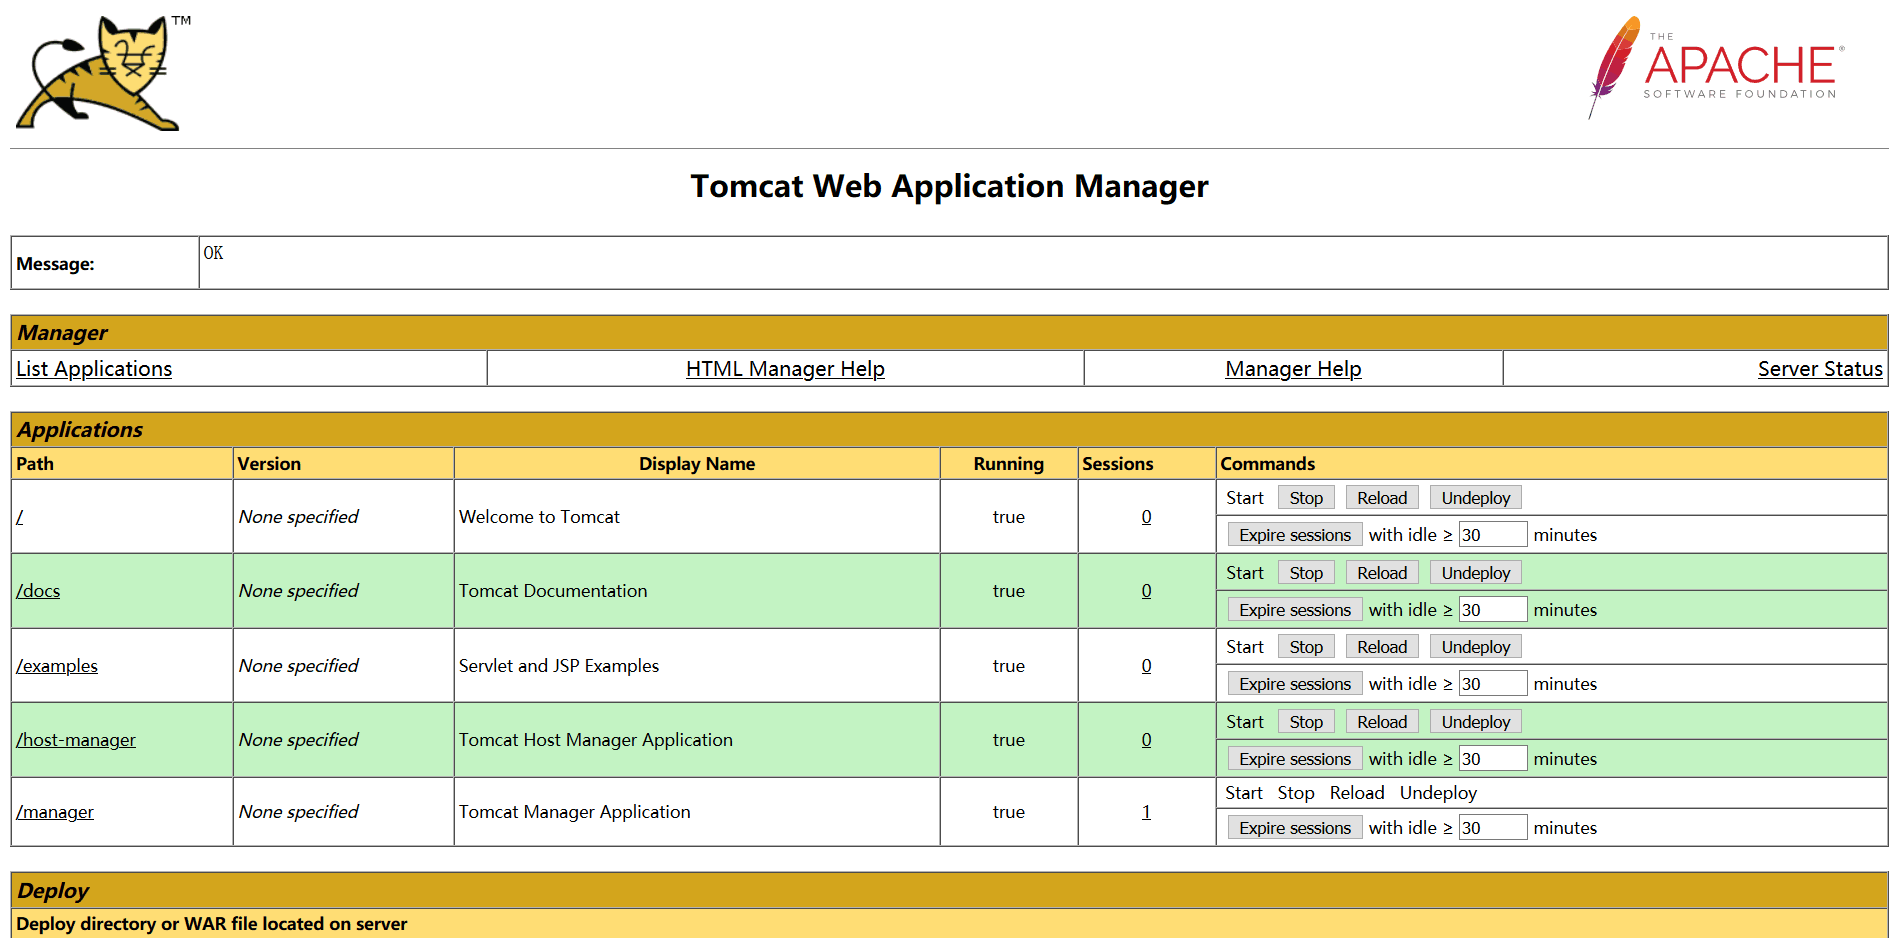 TM
THE
APACHE®
SOFTWARE FOUNDATION
Tomcat Web Application Manager
Message: OK
Manager
List Applications HTML Manager Help Manager Help Server Status
Applications
Path Version Display Name Running Sessions Commands
/ None specified Welcome to Tomcat true 0 Start Stop Reload Undeploy
Expire sessions with idle ≥ 30 minutes
/docs None specified Tomcat Documentation true 0 Start Stop Reload Undeploy
Expire sessions with idle ≥ 30 minutes
/examples None specified Servlet and JSP Examples true 0 Start Stop Reload Undeploy
Expire sessions with idle ≥ 30 minutes
/host-manager None specified Tomcat Host Manager Application true 0 Start Stop Reload Undeploy
Expire sessions with idle ≥ 30 minutes
/manager None specified Tomcat Manager Application true 1 Start Stop Reload Undeploy
Expire sessions with idle ≥ 30 minutes
Deploy
Deploy directory or WAR file located on server